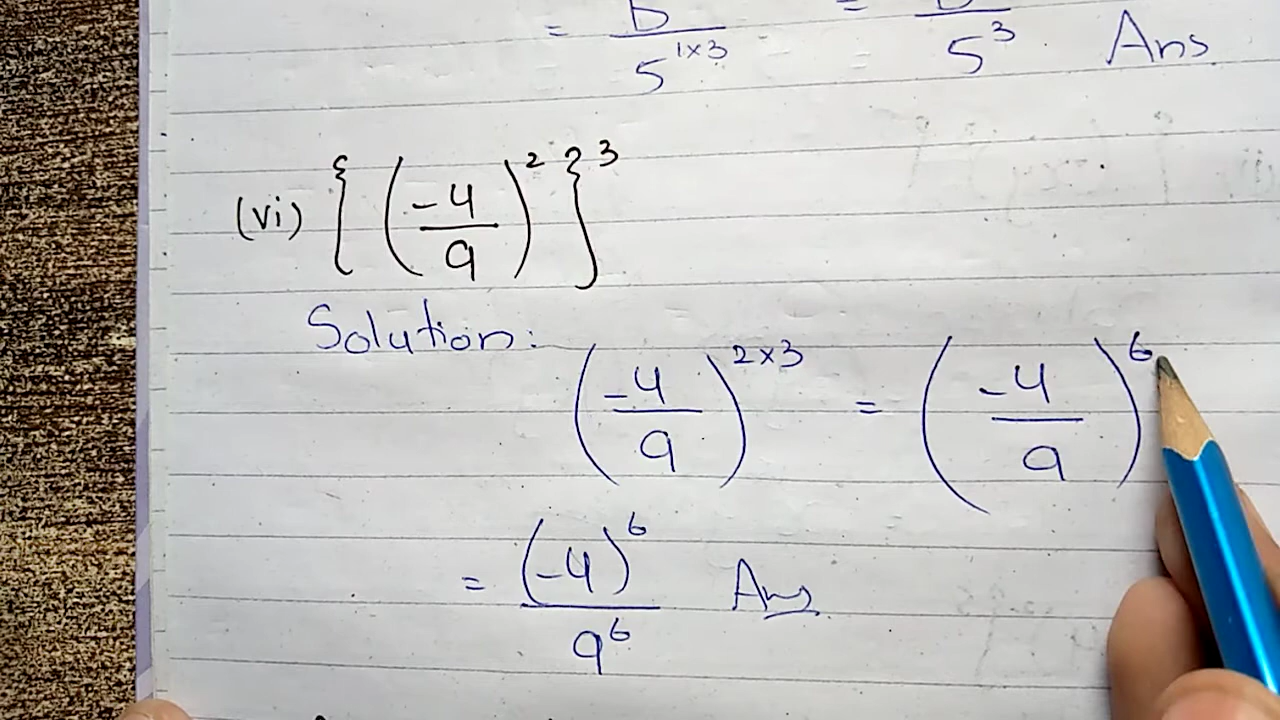 = 5^{1×3} = 5^3 Ans
(vi) { ( -4/9 )^2 }^3
Solution:
( -4/9 )^{2×3} = ( -4/9 )^6
= (-4)^6 / 9^6 Ans